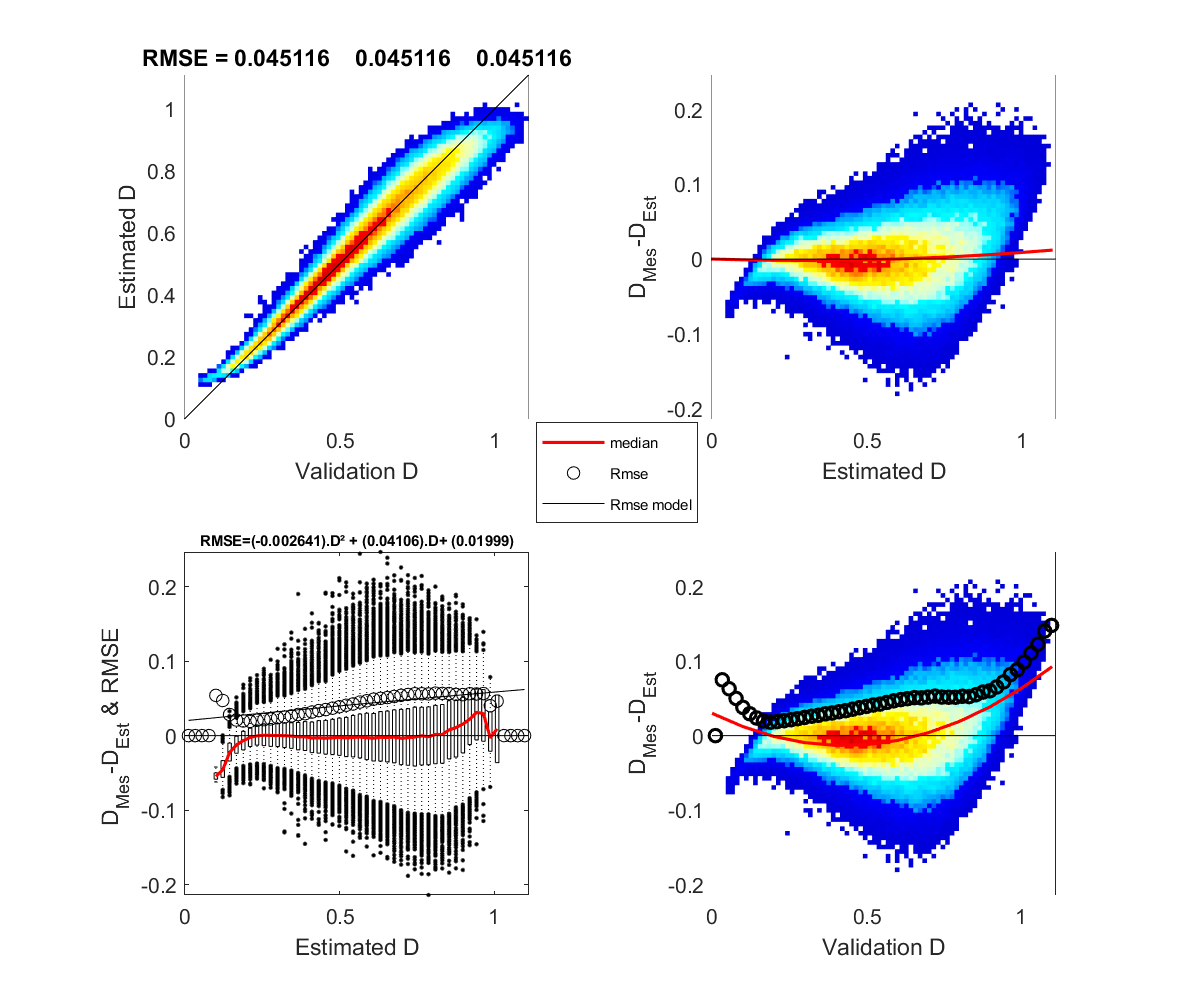 RMSE = 0.045116 0.045116 0.045116
1
0.8
0.6
0.4
0.2
0
Estimated D
0 0.5 1
Validation D
0.2
0.1
0
-0.1
-0.2
D_Mes-D_Est
0 0.5 1
Estimated D
median
Rmse
Rmse model
RMSE=(-0.002641).D² + (0.04106).D+ (0.01999)
0.2
0.1
0
-0.1
-0.2
D_Mes-D_Est & RMSE
0 0.5 1
Estimated D
0.2
0.1
0
-0.1
-0.2
D_Mes-D_Est
0 0.5 1
Validation D